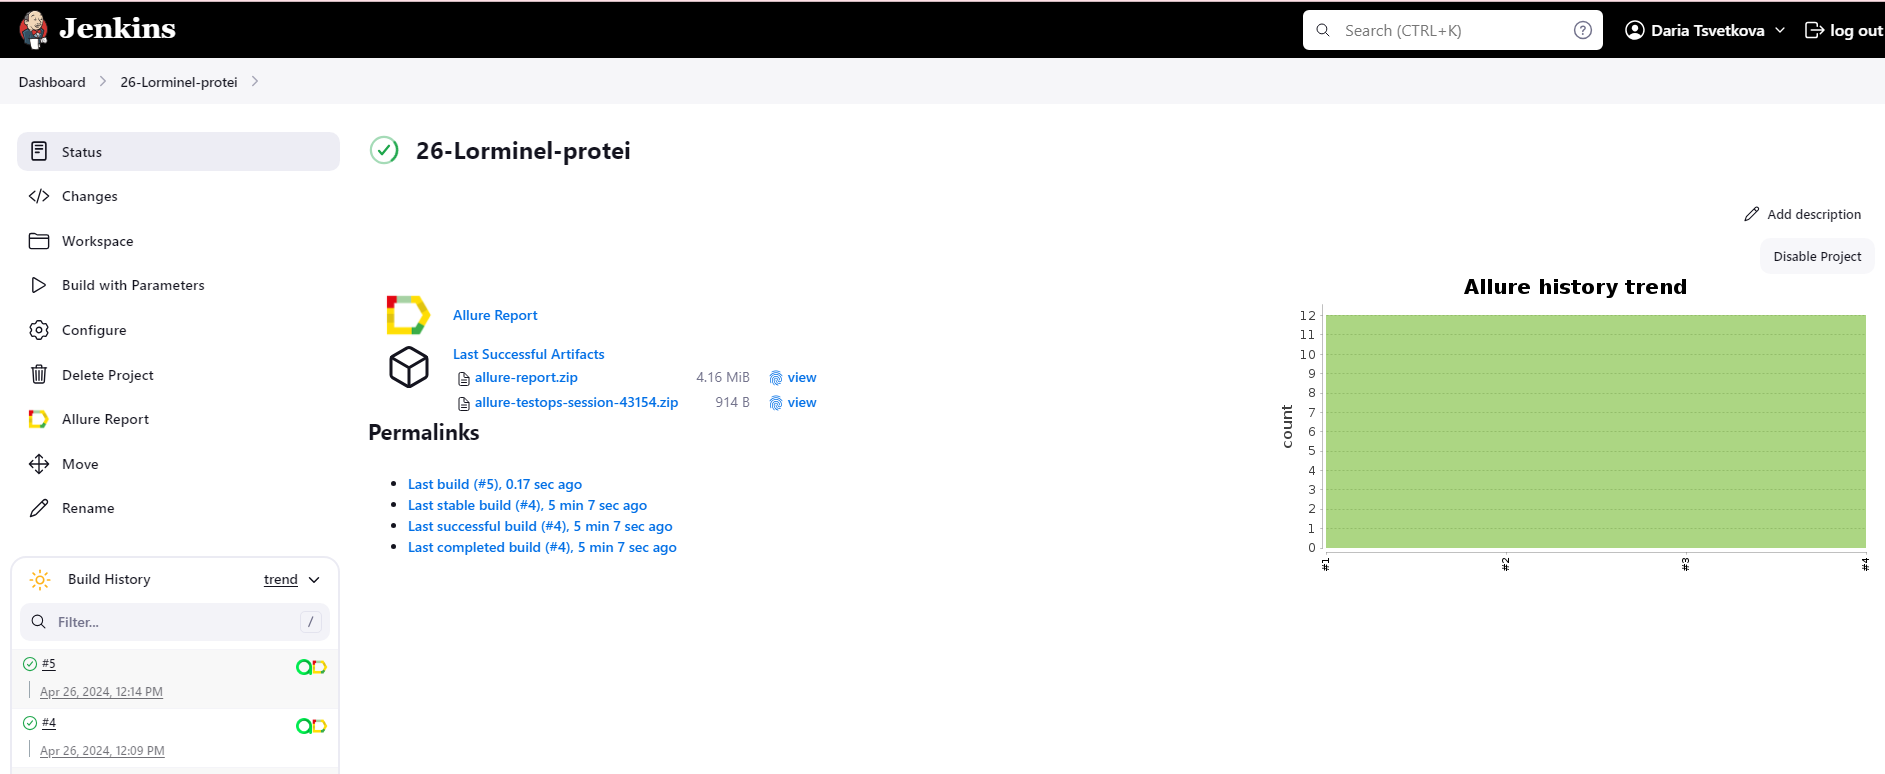 Jenkins
Search (CTRL+K)
Daria Tsvetkova
log out
Dashboard
26-Lorminel-protei
Status
Changes
Workspace
Build with Parameters
Configure
Delete Project
Allure Report
Move
Rename
Build History
trend
Filter...
/
#5
Apr 26, 2024, 12:14 PM
#4
Apr 26, 2024, 12:09 PM
26-Lorminel-protei
Add description
Disable Project
Allure Report
Last Successful Artifacts
allure-report.zip 4.16 MiB view
allure-testops-session-43154.zip 914 B view
Permalinks
Last build (#5), 0.17 sec ago
Last stable build (#4), 5 min 7 sec ago
Last successful build (#4), 5 min 7 sec ago
Last completed build (#4), 5 min 7 sec ago
Allure history trend
count
12
11
10
9
8
7
6
5
4
3
2
1
0
#1
#2
#3
#4